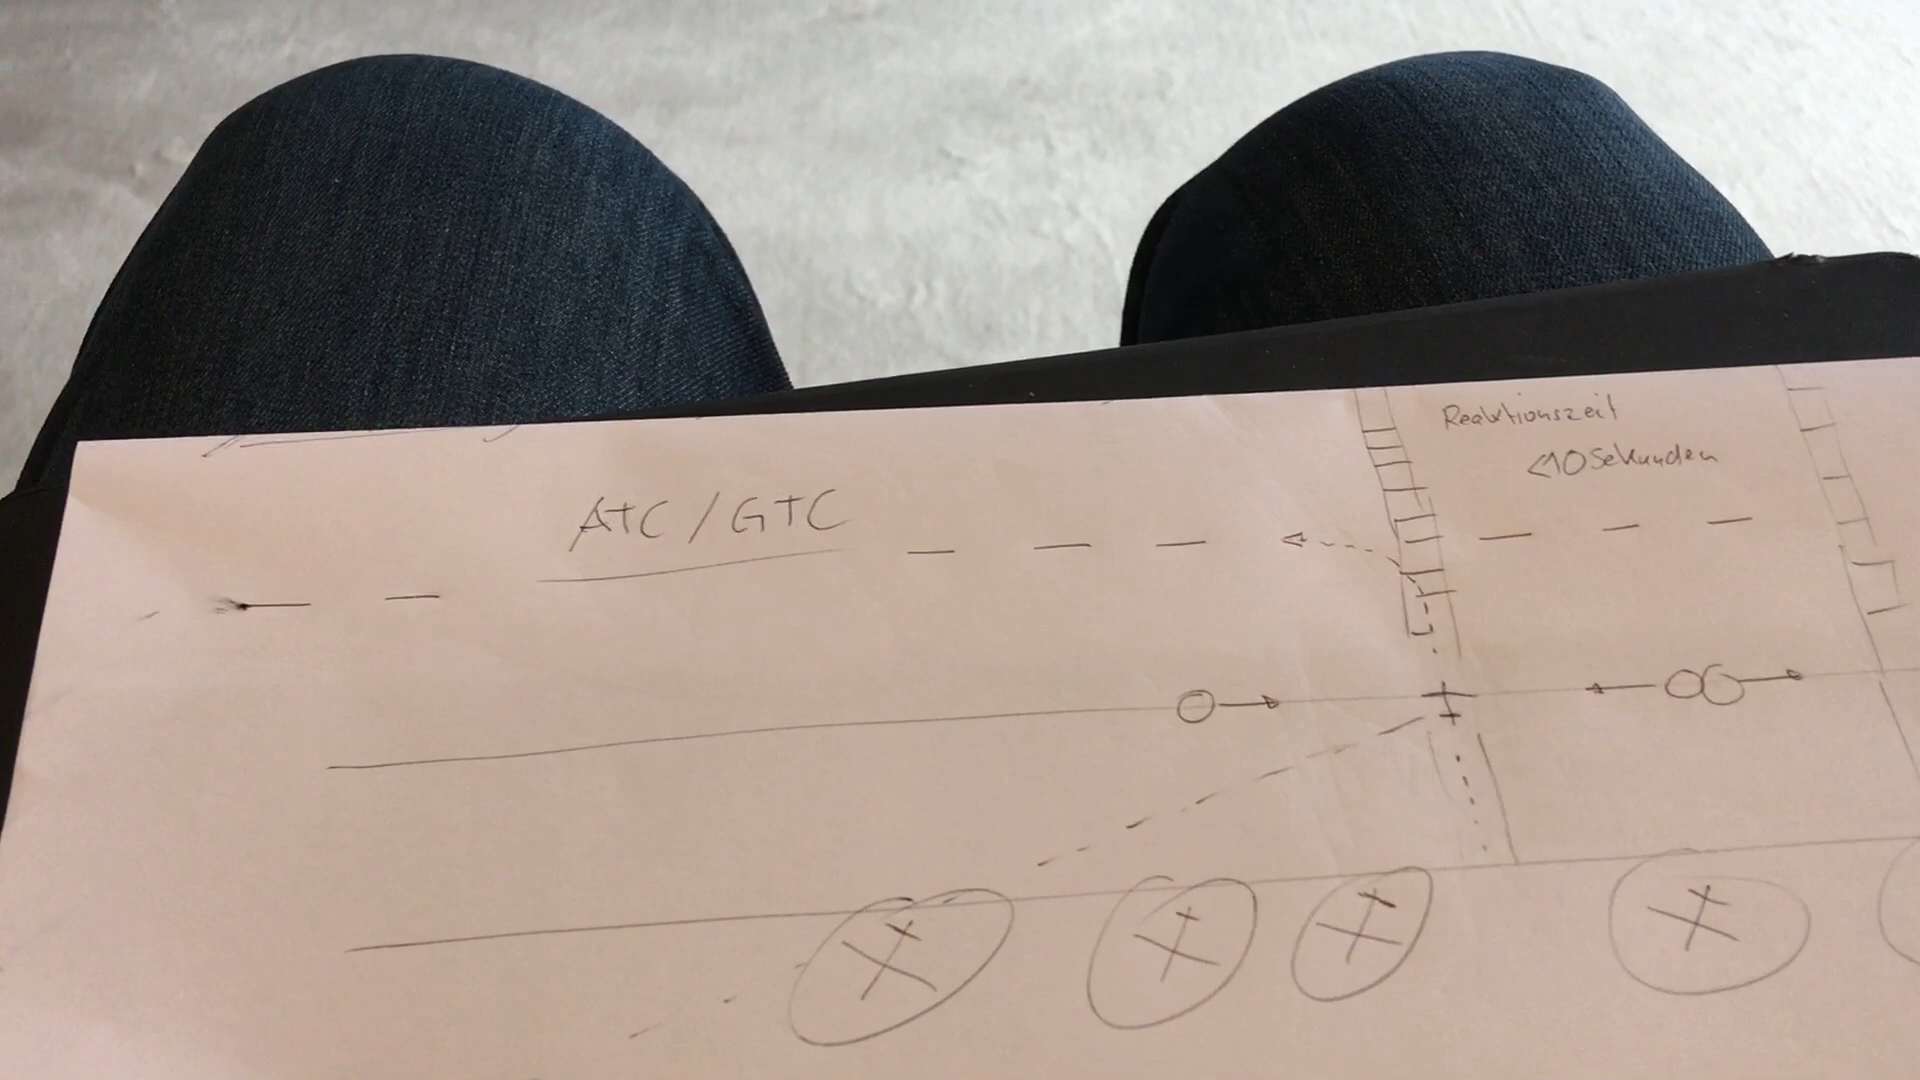 Reaktionszeit
<10 Sekunden
ATC / GTC